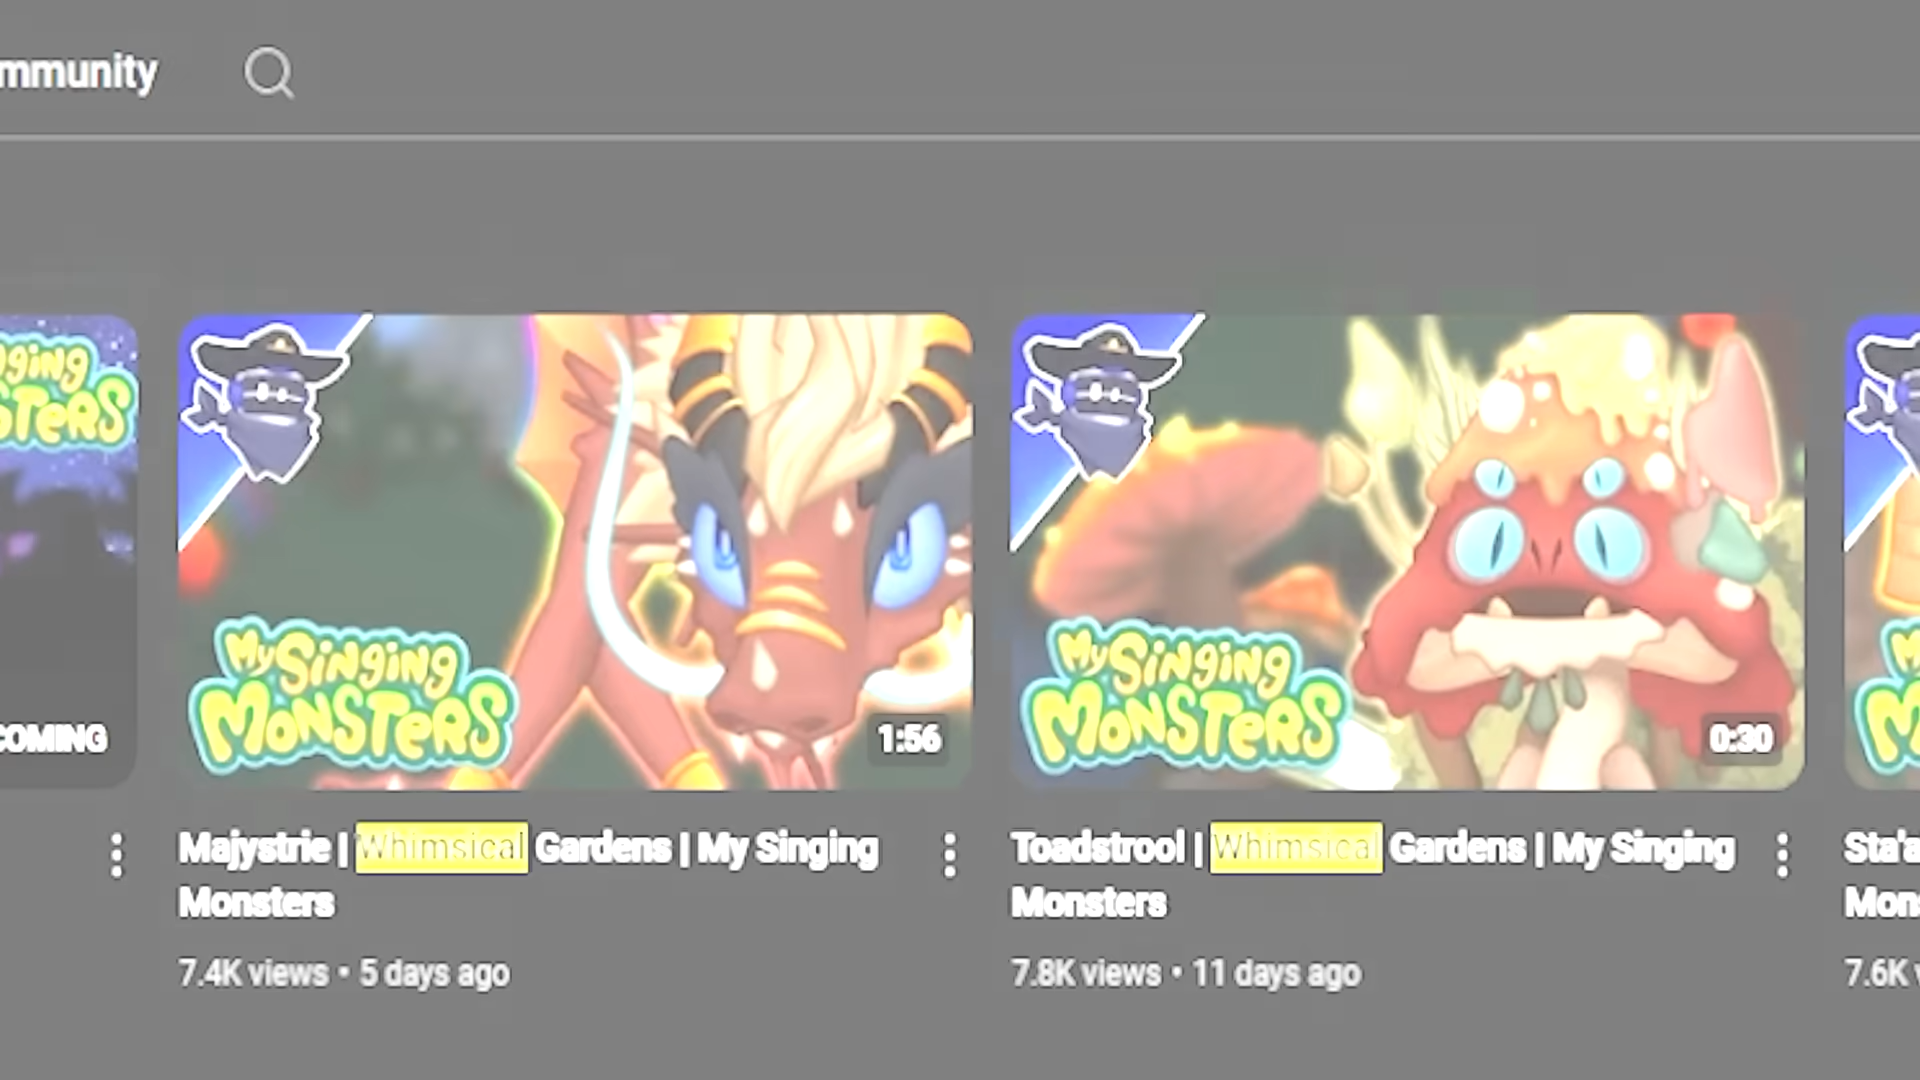 mmunity
ging
sters
COMING
My Singing
Monsters
1:56
My Singing
Monsters
0:30
Majystrie | Whimsical Gardens | My Singing
Monsters
7.4K views • 5 days ago
Toadstrool | Whimsical Gardens | My Singing
Monsters
7.8K views • 11 days ago
Sta'a
Mons
7.6K v